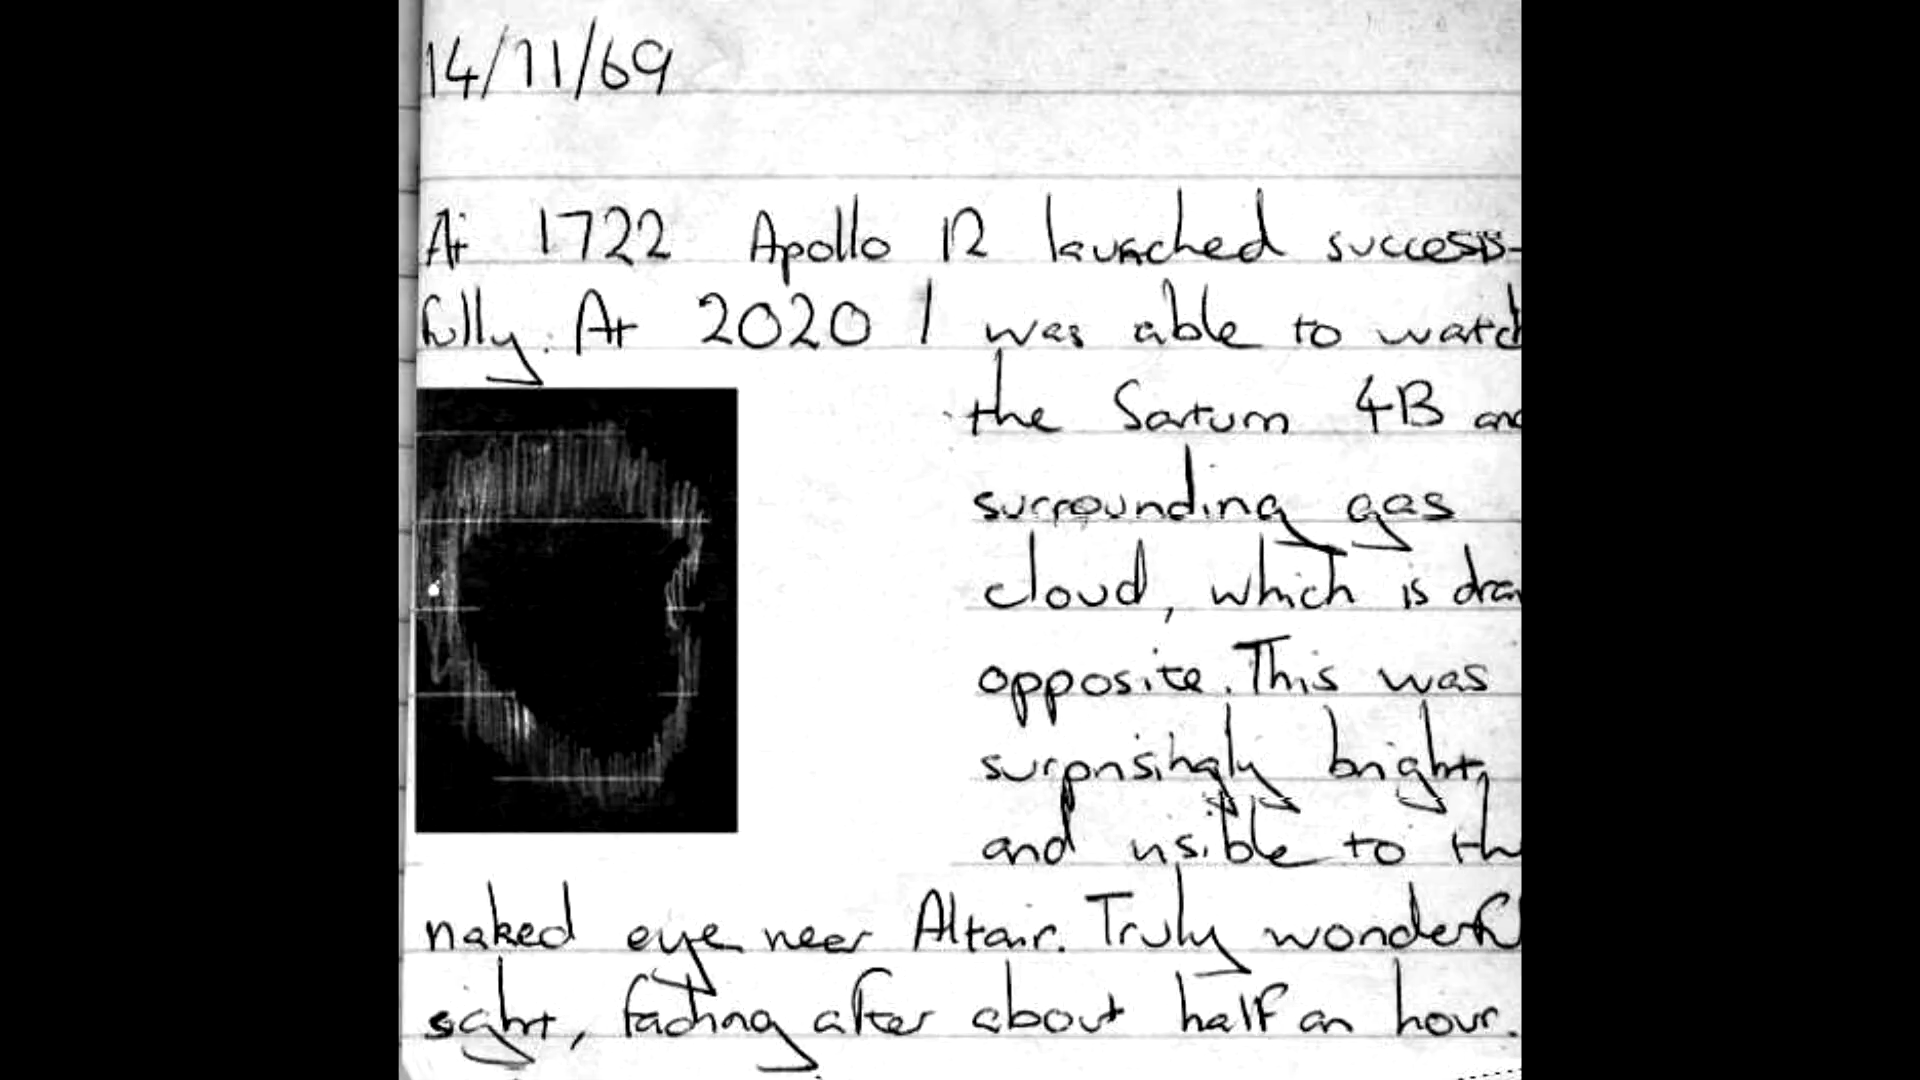 14/11/69
At 1722 Apollo 12 launched success-
fully. At 2020 I was able to watch
the Saturn 4B and
surrounding gas
cloud, which is draw
opposite. This was
surprisingly bright,
and visible to th
naked eye near Altair. Truly wonderful
sight, fading after about half an hour.